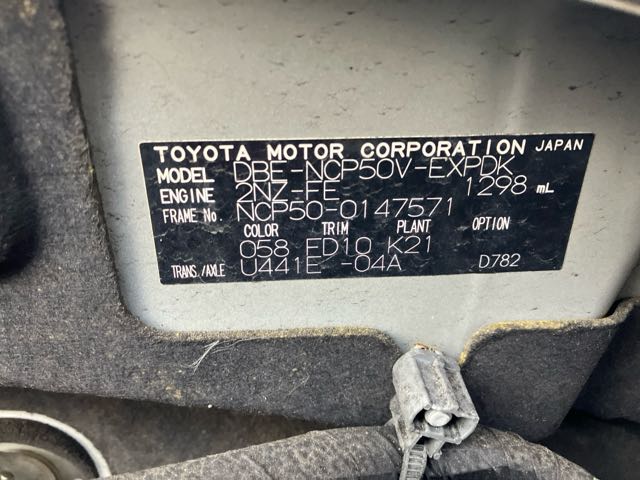 TOYOTA MOTOR CORPORATION JAPAN
MODEL DBE-NCP50V-EXPDK
ENGINE 2NZ-FE 1298 mL
FRAME No NCP50-0147571
COLOR TRIM PLANT OPTION
058 FD10 K21
TRANS./AXLE U441E -04A D782